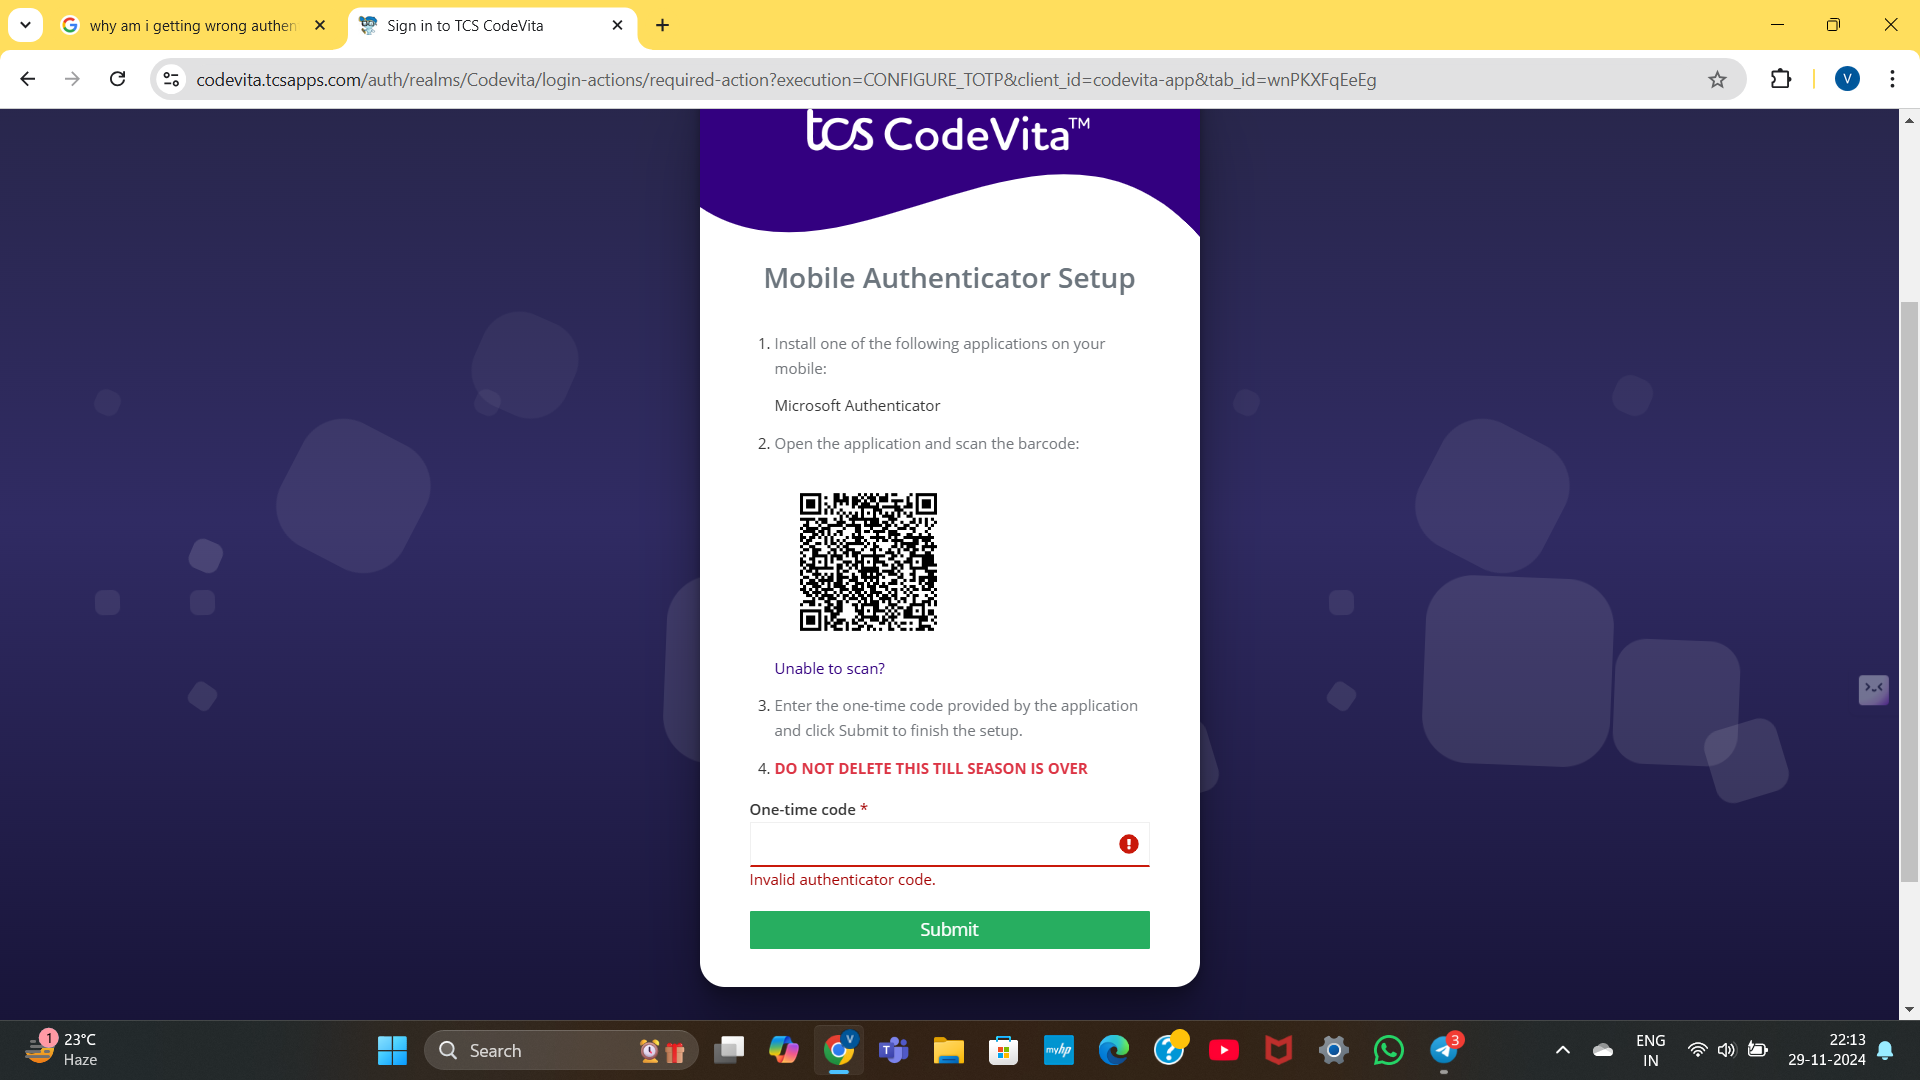 why am i getting wrong authen
Sign in to TCS CodeVita
codevita.tcsapps.com/auth/realms/Codevita/login-actions/required-action?execution=CONFIGURE_TOTP&client_id=codevita-app&tab_id=wnPKXFqEeEg
V
tcs CodeVita™
Mobile Authenticator Setup
1. Install one of the following applications on your
mobile:
Microsoft Authenticator
2. Open the application and scan the barcode:
Unable to scan?
3. Enter the one-time code provided by the application
and click Submit to finish the setup.
4. DO NOT DELETE THIS TILL SEASON IS OVER
One-time code *
Invalid authenticator code.
Submit
1
23°C
Haze
Search
V
myhp
3
ENG
IN
22:13
29-11-2024